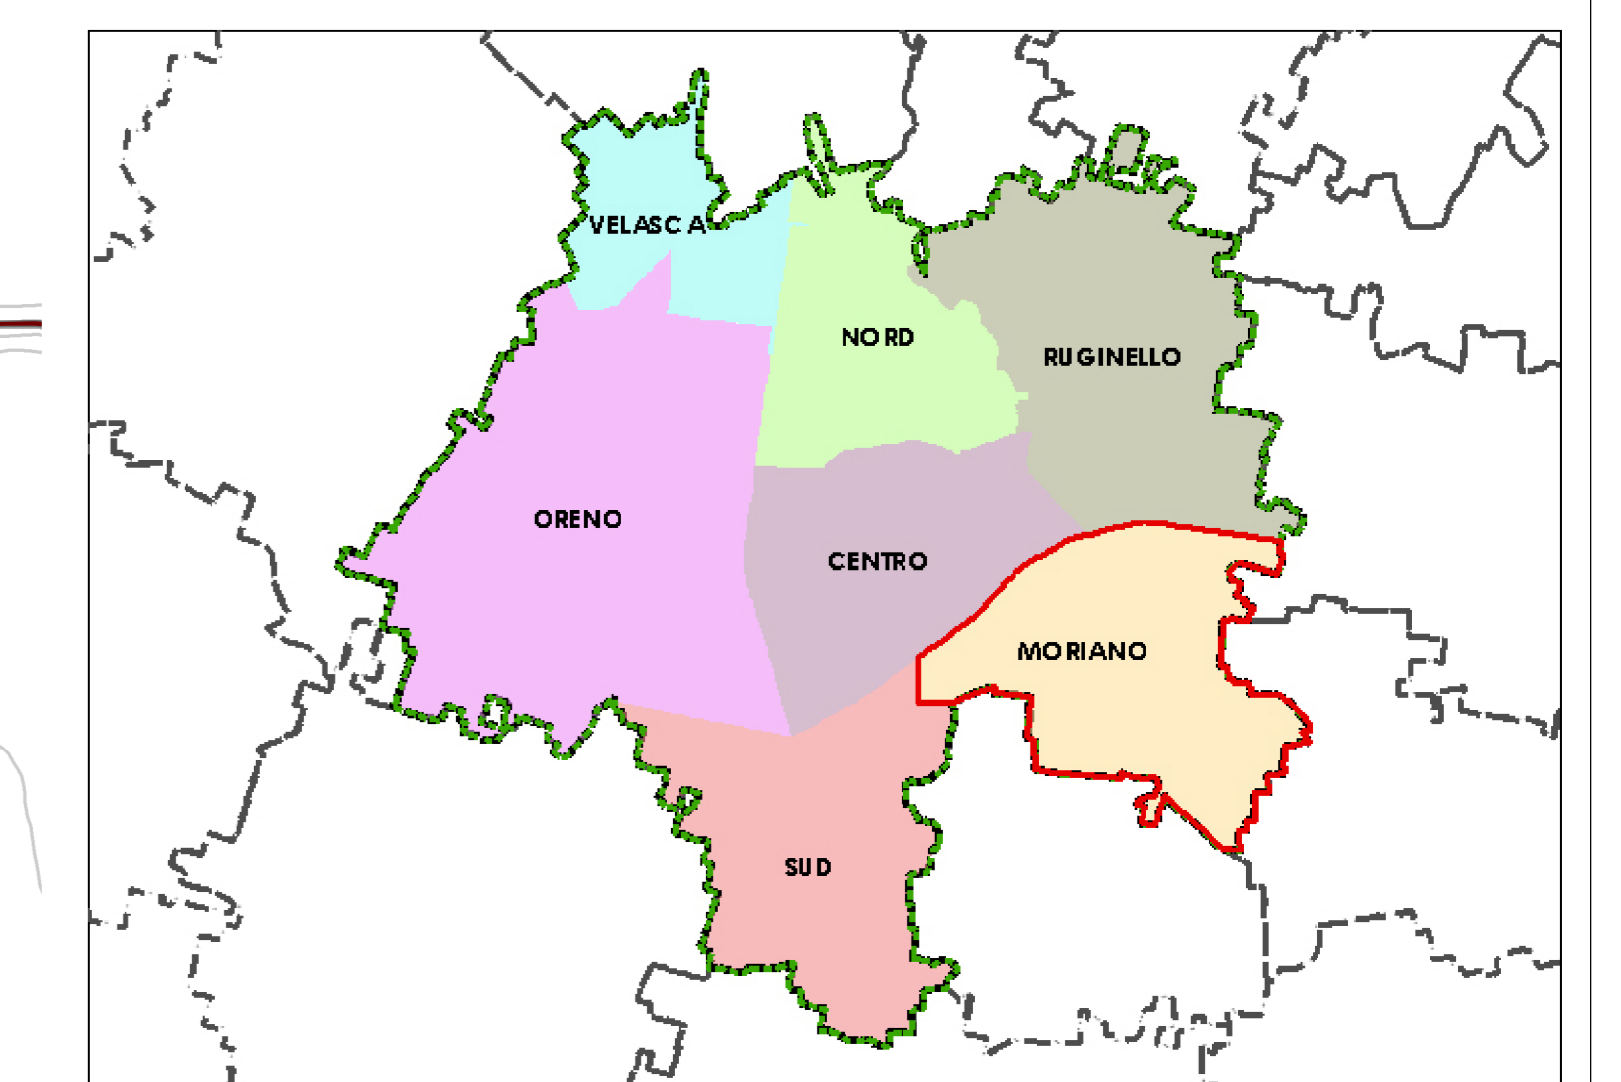 VELASCA
NORD
RUGINELLO
ORENO
CENTRO
MORIANO
SUD